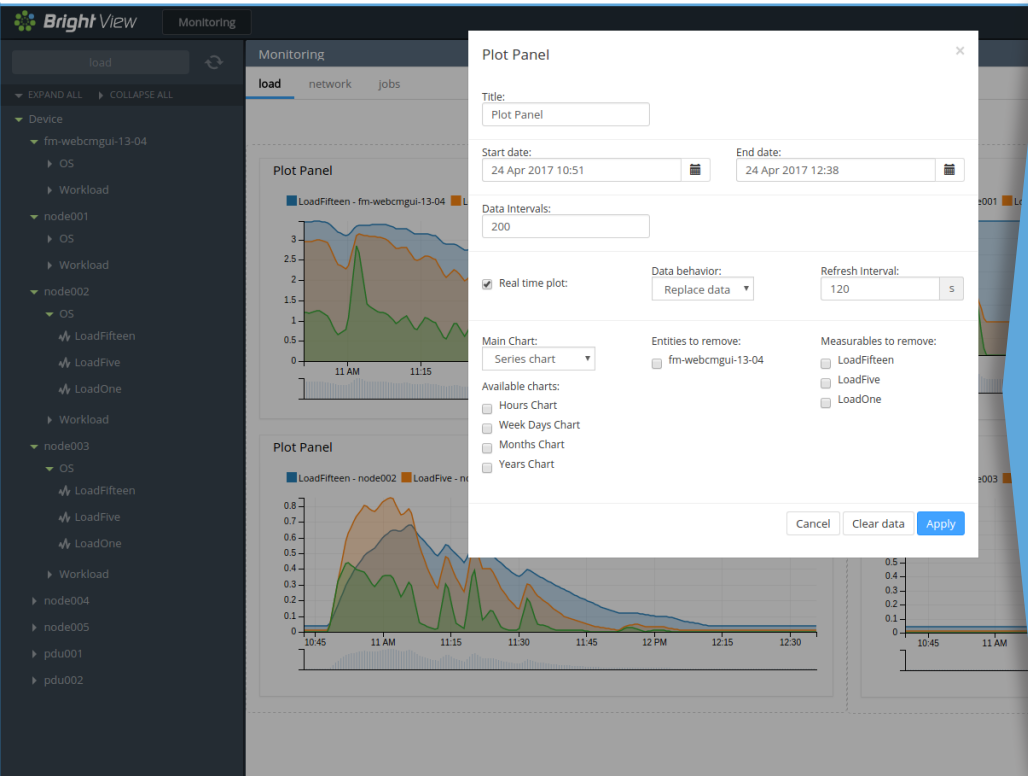 Bright View
Monitoring
load
EXPAND ALL
COLLAPSE ALL
Device
fm-webcmgui-13-04
OS
Workload
node001
OS
Workload
node002
OS
LoadFifteen
LoadFive
LoadOne
Workload
node003
OS
LoadFifteen
LoadFive
LoadOne
Workload
node004
node005
pdu001
pdu002
Monitoring
load network jobs
Plot Panel
LoadFifteen - fm-webcmgui-13-04
3
2.5
2
1.5
1
0.5
0
11 AM 11:15
Plot Panel
LoadFifteen - node002
0.8
0.7
0.6
0.5
0.4
0.3
0.2
0.1
0
10:45 11 AM 11:15 11:30 11:45 12 PM 12:15 12:30
0.5
0.4
0.3
0.2
0.1
0
10:45 11 AM
Plot Panel
×
Title:
Plot Panel
Start date: End date:
24 Apr 2017 10:51 24 Apr 2017 12:38
Data Intervals:
200
Real time plot:
Data behavior:
Replace data
Refresh Interval:
120 s
Main Chart:
Series chart
Available charts:
Hours Chart
Week Days Chart
Months Chart
Years Chart
Entities to remove:
fm-webcmgui-13-04
Measurables to remove:
LoadFifteen
LoadFive
LoadOne
Cancel Clear data Apply